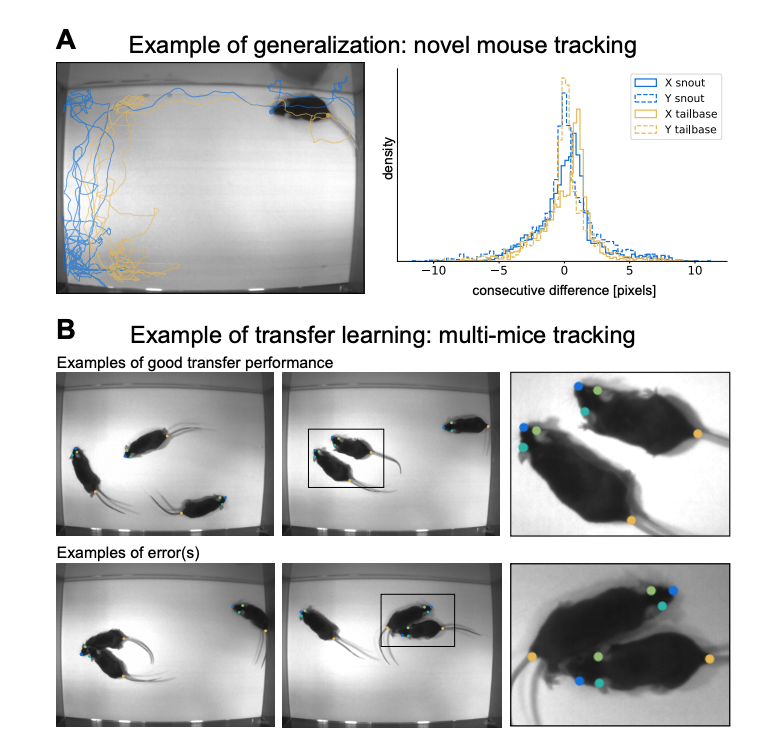 A
Example of generalization: novel mouse tracking
density
X snout
Y snout
X tailbase
Y tailbase
−10 −5 0 5 10
consecutive difference [pixels]
B
Example of transfer learning: multi-mice tracking
Examples of good transfer performance
Examples of error(s)